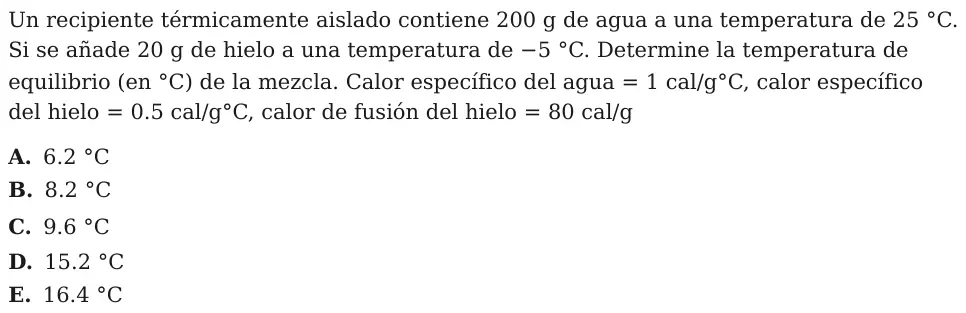 Un recipiente térmicamente aislado contiene 200 g de agua a una temperatura de 25 °C.
Si se añade 20 g de hielo a una temperatura de −5 °C. Determine la temperatura de
equilibrio (en °C) de la mezcla. Calor específico del agua = 1 cal/g°C, calor específico
del hielo = 0.5 cal/g°C, calor de fusión del hielo = 80 cal/g
A. 6.2 °C
B. 8.2 °C
C. 9.6 °C
D. 15.2 °C
E. 16.4 °C